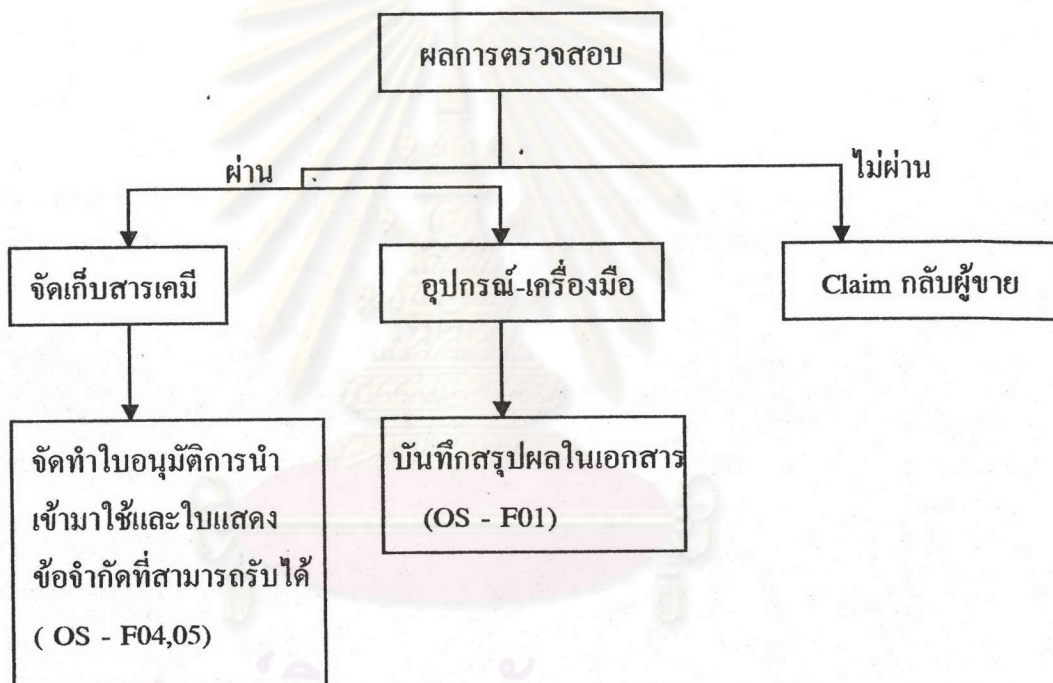 ผลการตรวจสอบ
ผ่าน
ไม่ผ่าน
จัดเก็บสารเคมี
อุปกรณ์-เครื่องมือ
Claim กลับผู้ขาย
จัดทำใบอนุมัติการนำ
เข้ามาใช้และใบแสดง
ข้อจำกัดที่สามารถรับได้
( OS - F04,05)
บันทึกสรุปผลในเอกสาร
(OS - F01)